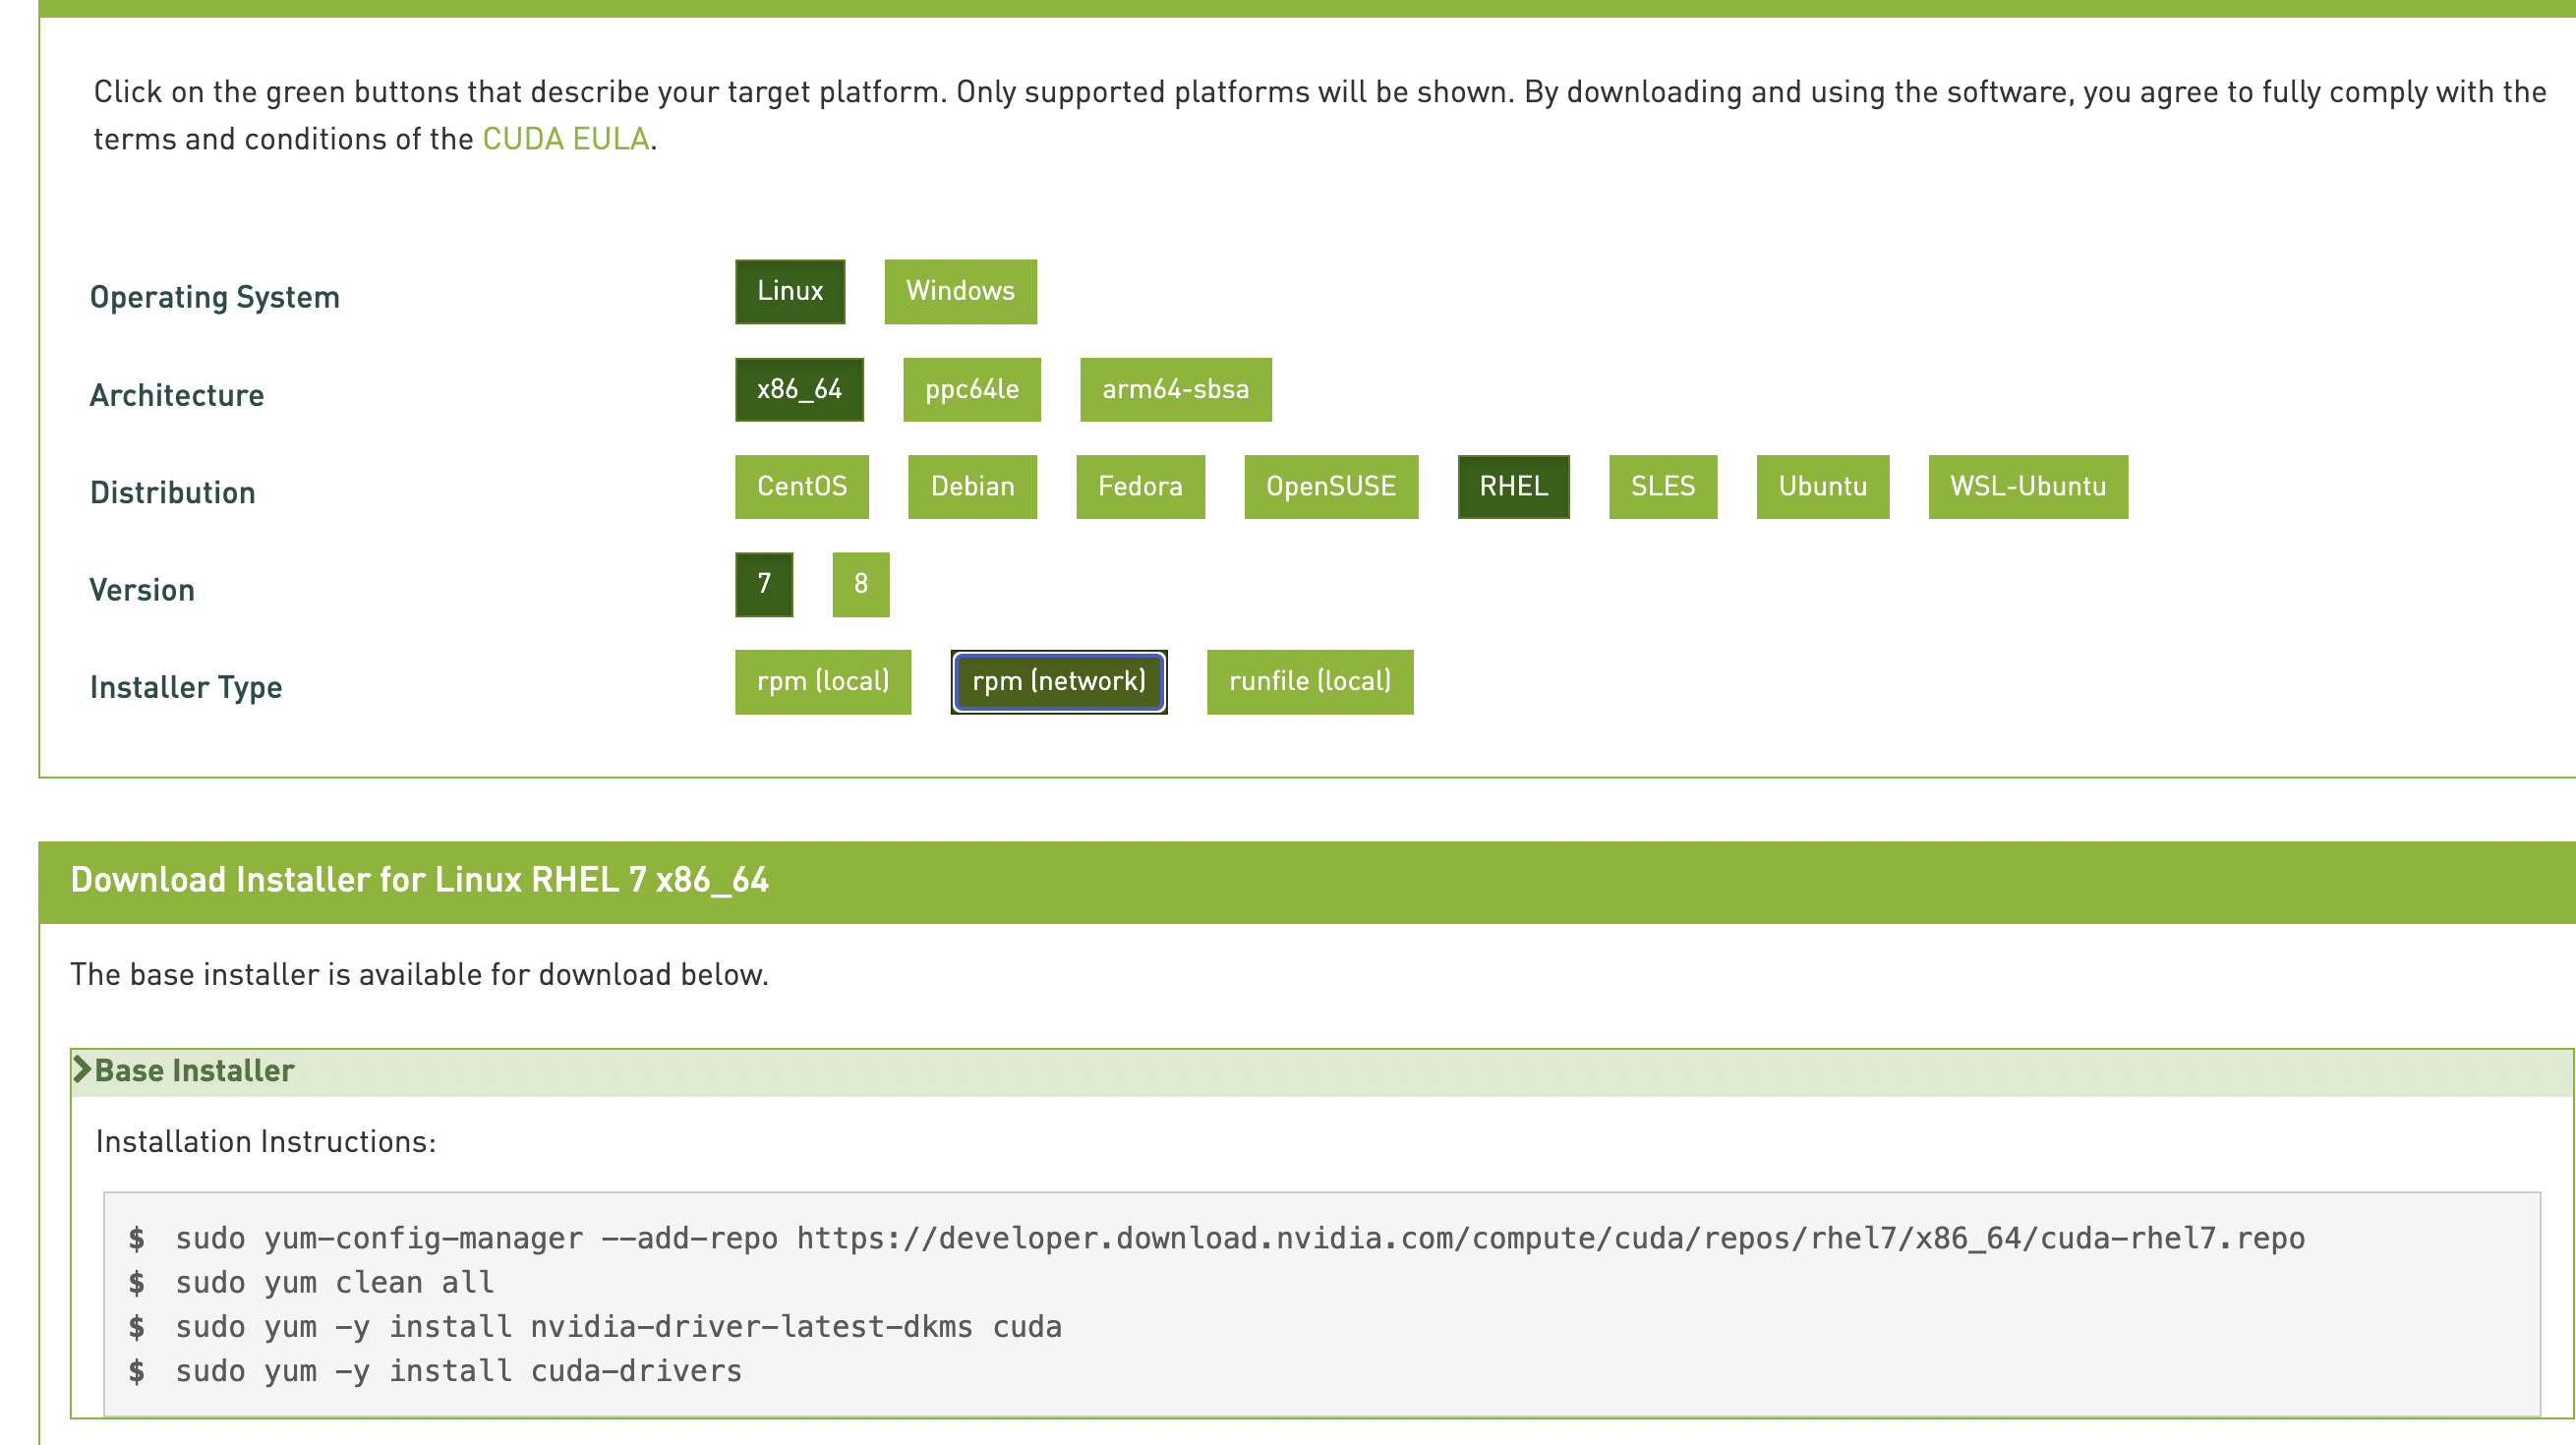 Click on the green buttons that describe your target platform. Only supported platforms will be shown. By downloading and using the software, you agree to fully comply with the
terms and conditions of the CUDA EULA.
Operating System Linux Windows
Architecture x86_64 ppc64le arm64-sbsa
Distribution CentOS Debian Fedora OpenSUSE RHEL SLES Ubuntu WSL-Ubuntu
Version 7 8
Installer Type rpm (local) rpm (network) runfile (local)
Download Installer for Linux RHEL 7 x86_64
The base installer is available for download below.
Base Installer
Installation Instructions:
$ sudo yum-config-manager --add-repo https://developer.download.nvidia.com/compute/cuda/repos/rhel7/x86_64/cuda-rhel7.repo
$ sudo yum clean all
$ sudo yum -y install nvidia-driver-latest-dkms cuda
$ sudo yum -y install cuda-drivers